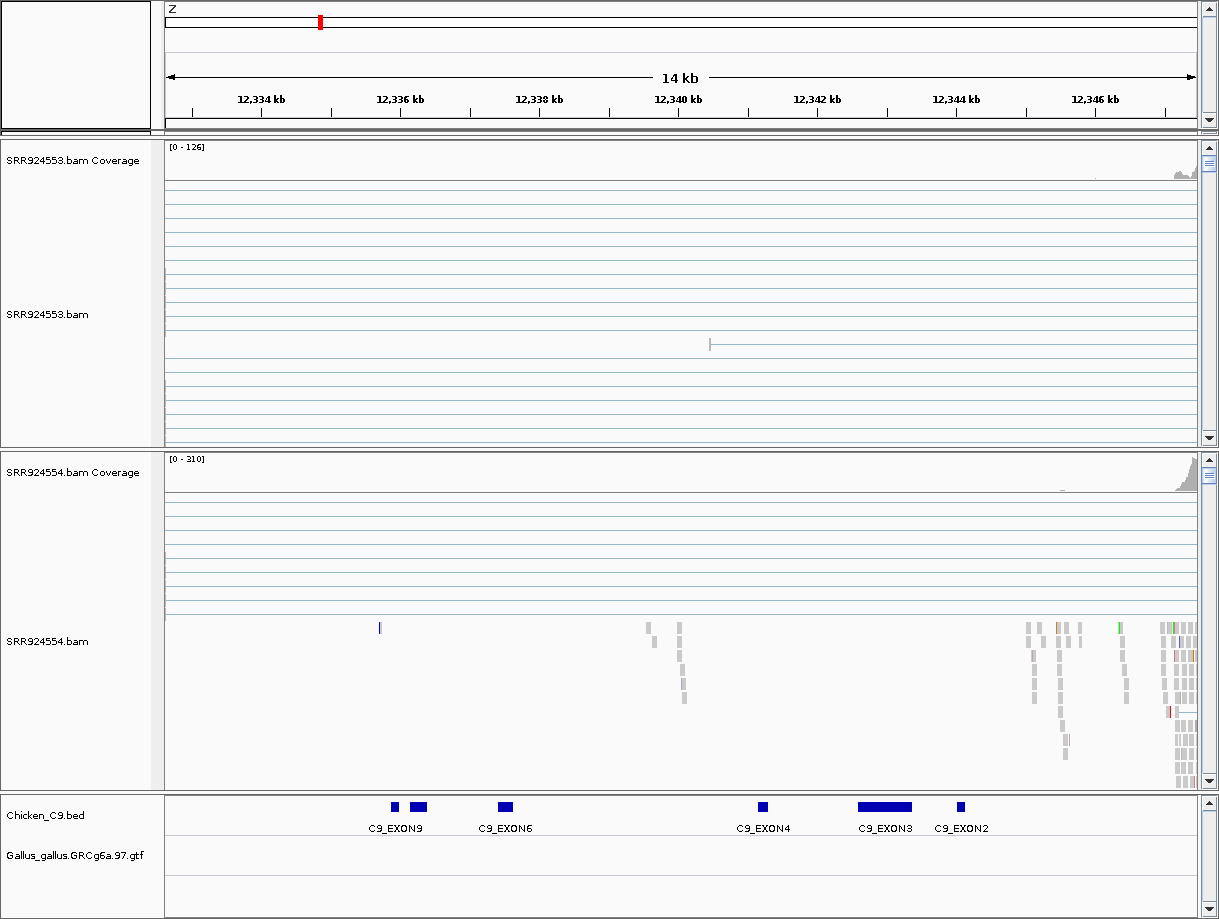 Z
14 kb
12,334 kb 12,336 kb 12,338 kb 12,340 kb 12,342 kb 12,344 kb 12,346 kb
[0 - 126]
SRR924553.bam Coverage
SRR924553.bam
[0 - 310]
SRR924554.bam Coverage
SRR924554.bam
Chicken_C9.bed
C9_EXON9 C9_EXON6 C9_EXON4 C9_EXON3 C9_EXON2
Gallus_gallus.GRCg6a.97.gtf